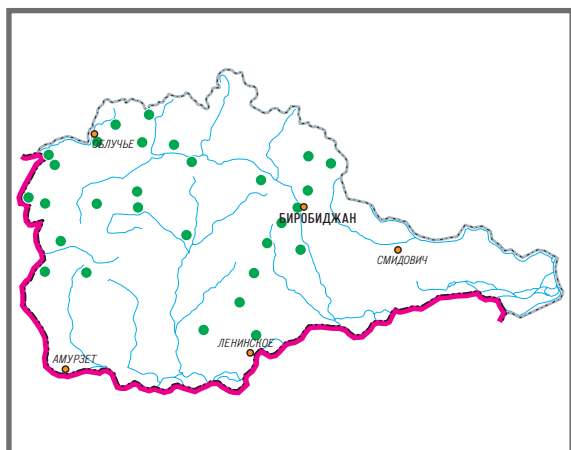 ОБЛУЧЬЕ
БИРОБИДЖАН
СМИДОВИЧ
ЛЕНИНСКОЕ
АМУРЗЕТ